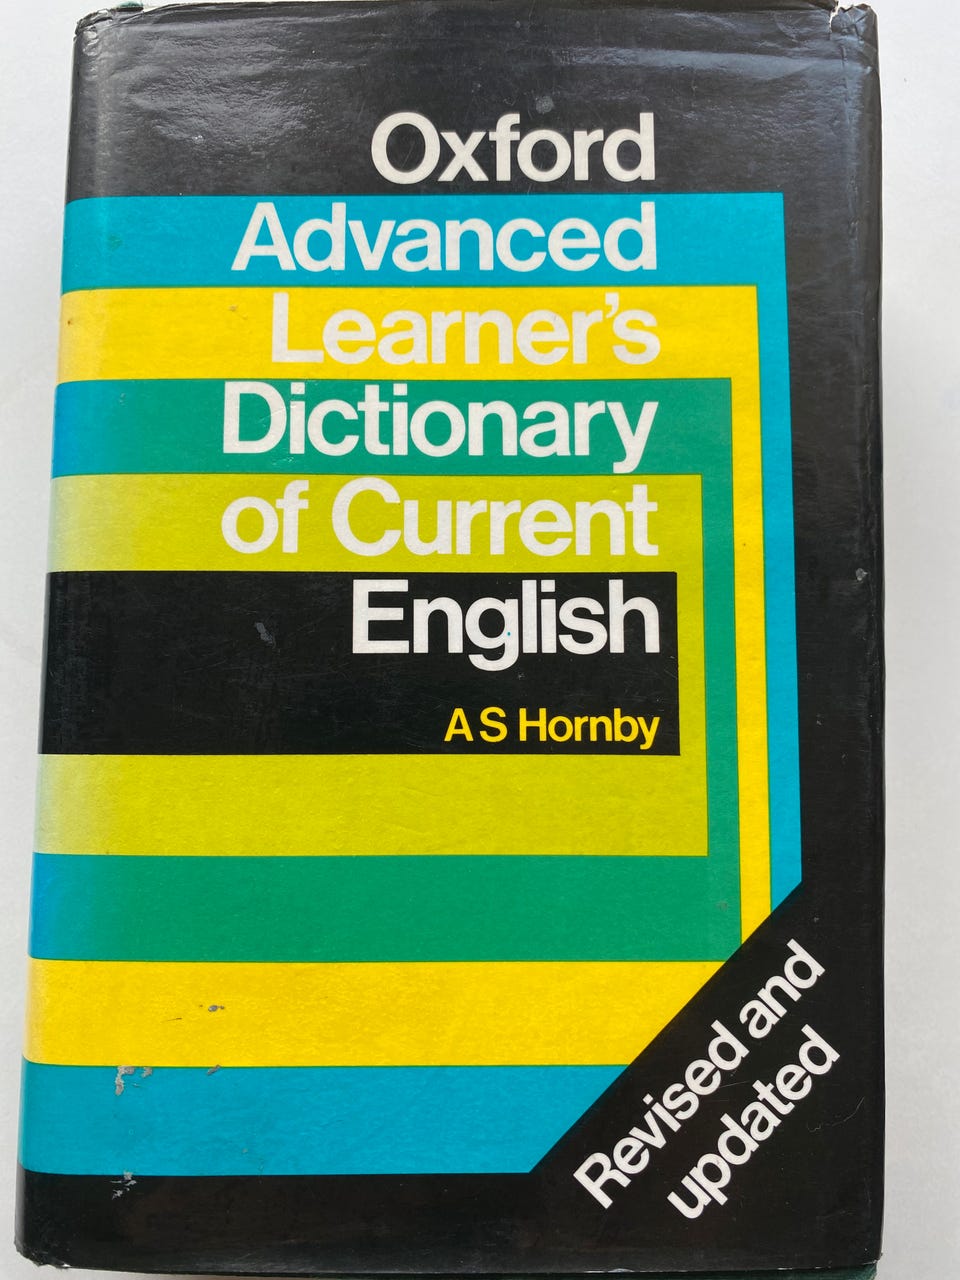 Oxford
Advanced
Learner's
Dictionary
of Current
English
A S Hornby
Revised and
updated